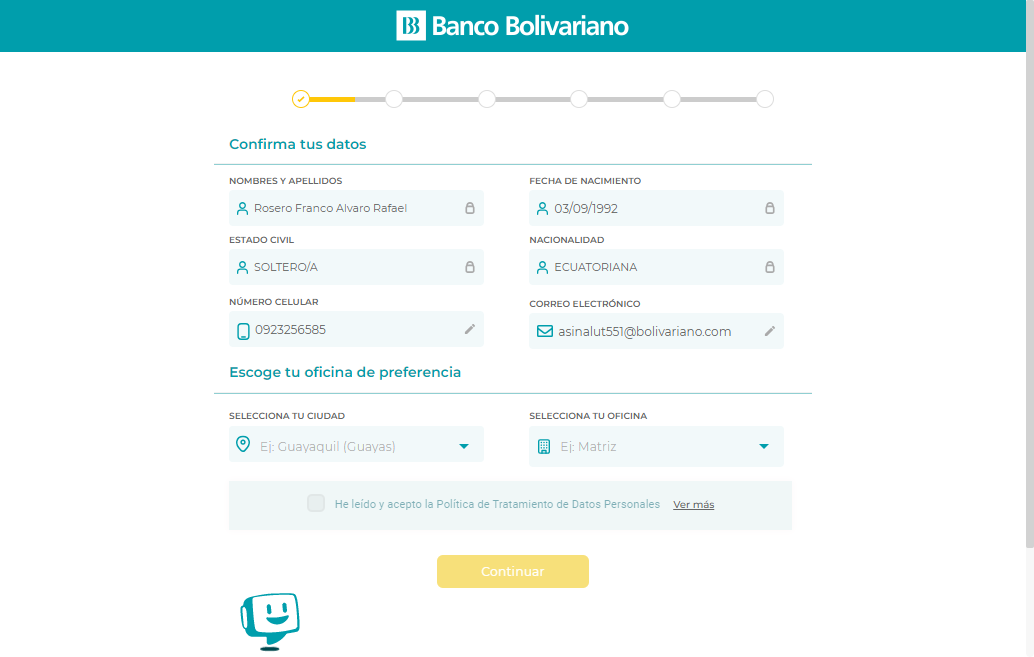 Banco Bolivariano
Confirma tus datos
NOMBRES Y APELLIDOS
Rosero Franco Alvaro Rafael
FECHA DE NACIMIENTO
03/09/1992
ESTADO CIVIL
SOLTERO/A
NACIONALIDAD
ECUATORIANA
NÚMERO CELULAR
0923256585
CORREO ELECTRÓNICO
asinalut551@bolivariano.com
Escoge tu oficina de preferencia
SELECCIONA TU CIUDAD
Ej: Guayaquil (Guayas)
SELECCIONA TU OFICINA
Ej: Matriz
He leído y acepto la Política de Tratamiento de Datos Personales Ver más
Continuar